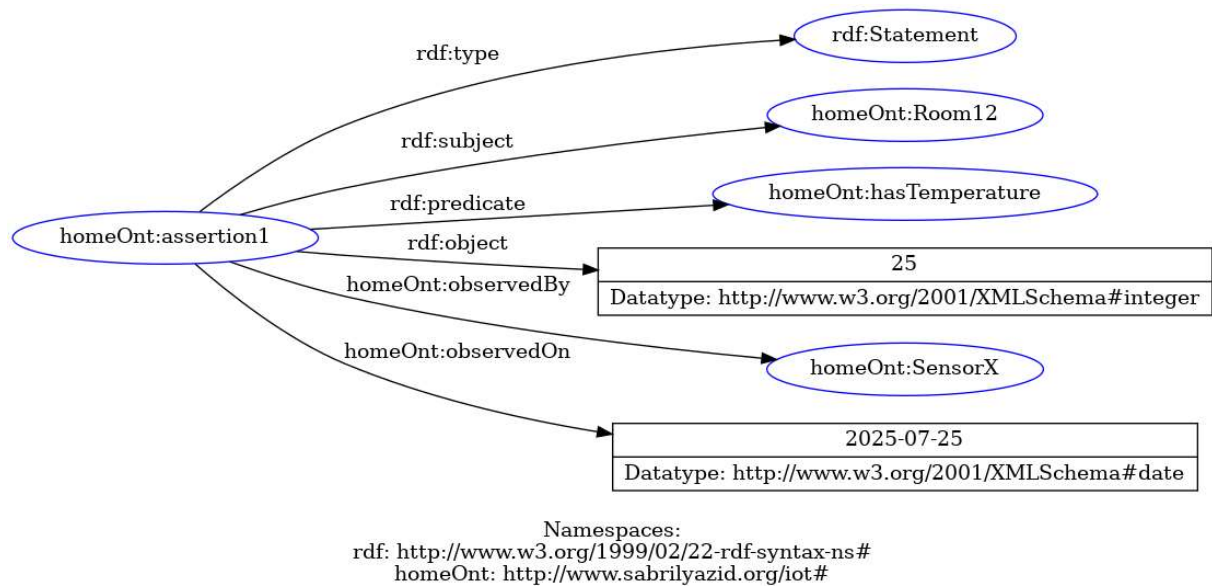 rdf:type
rdf:Statement
rdf:subject
homeOnt:Room12
rdf:predicate
homeOnt:hasTemperature
homeOnt:assertion1
rdf:object
25
Datatype: http://www.w3.org/2001/XMLSchema#integer
homeOnt:observedBy
homeOnt:SensorX
homeOnt:observedOn
2025-07-25
Datatype: http://www.w3.org/2001/XMLSchema#date
Namespaces:
rdf: http://www.w3.org/1999/02/22-rdf-syntax-ns#
homeOnt: http://www.sabrilyazid.org/iot#